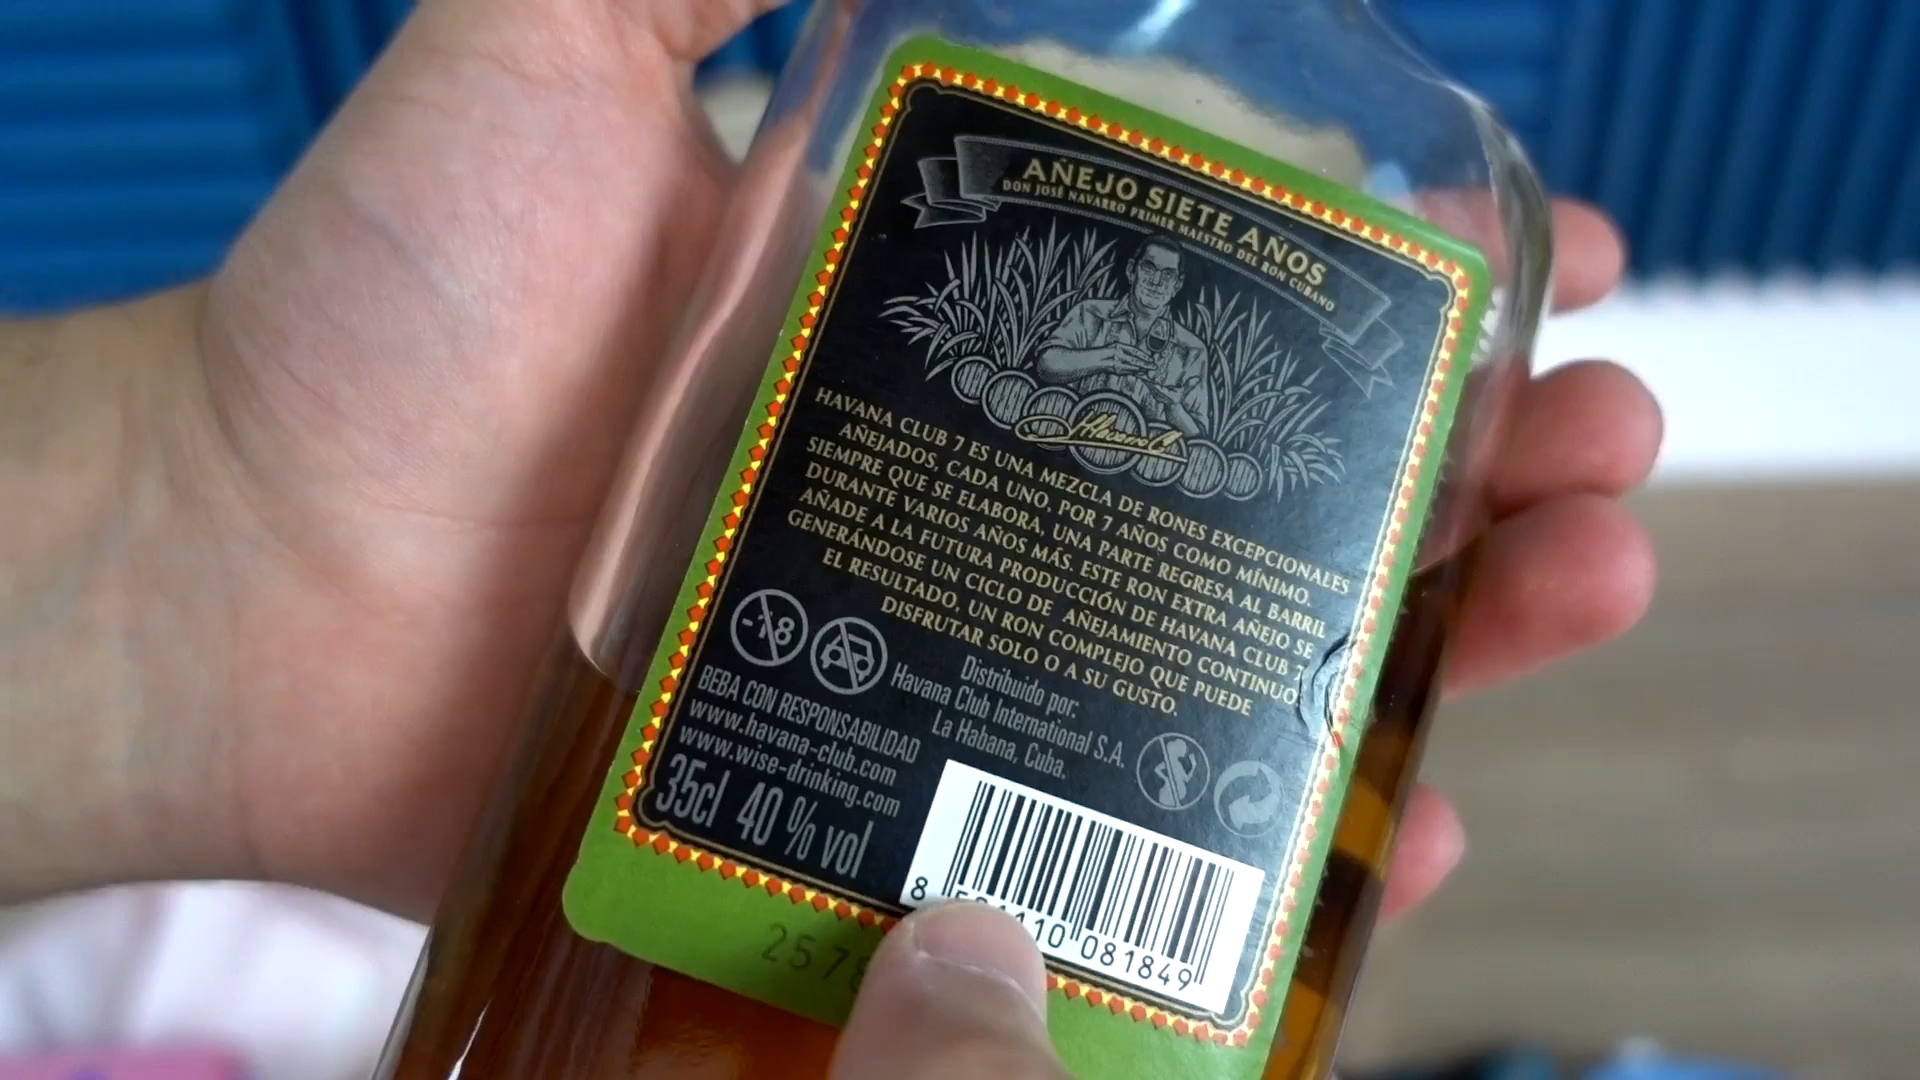 AÑEJO SIETE AÑOS
DON JOSÉ NAVARRO PRIMER MAESTRO DEL RON CUBANO
HAVANA CLUB 7 ES UNA MEZCLA DE RONES EXCEPCIONALES
AÑEJADOS, CADA UNO, POR 7 AÑOS COMO MÍNIMO.
SIEMPRE QUE SE ELABORA, UNA PARTE REGRESA AL BARRIL
DURANTE VARIOS AÑOS MÁS. ESTE RON EXTRA AÑEJO SE
AÑADE A LA FUTURA PRODUCCIÓN DE HAVANA CLUB 7
GENERÁNDOSE UN CICLO DE AÑEJAMIENTO CONTINUO.
EL RESULTADO, UN RON COMPLEJO QUE PUEDE
DISFRUTAR SOLO O A SU GUSTO.
-18
BEBA CON RESPONSABILIDAD
www.havana-club.com
www.wise-drinking.com
35cl 40 % vol
Distribuido por:
Havana Club International S.A.
La Habana, Cuba.
8 10 081849